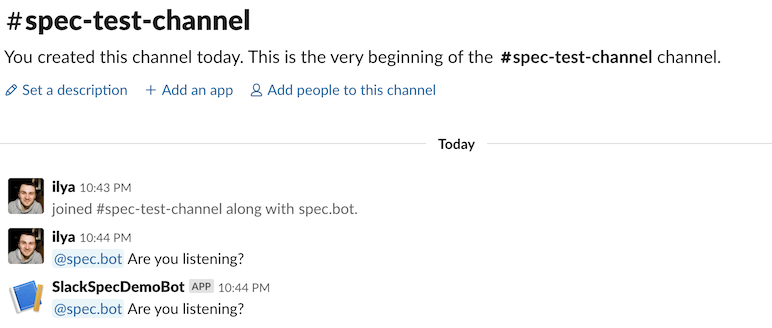 #spec-test-channel
You created this channel today. This is the very beginning of the #spec-test-channel channel.
Set a description + Add an app Add people to this channel
Today
ilya 10:43 PM
joined #spec-test-channel along with spec.bot.
ilya 10:44 PM
@spec.bot Are you listening?
SlackSpecDemoBot APP 10:44 PM
@spec.bot Are you listening?